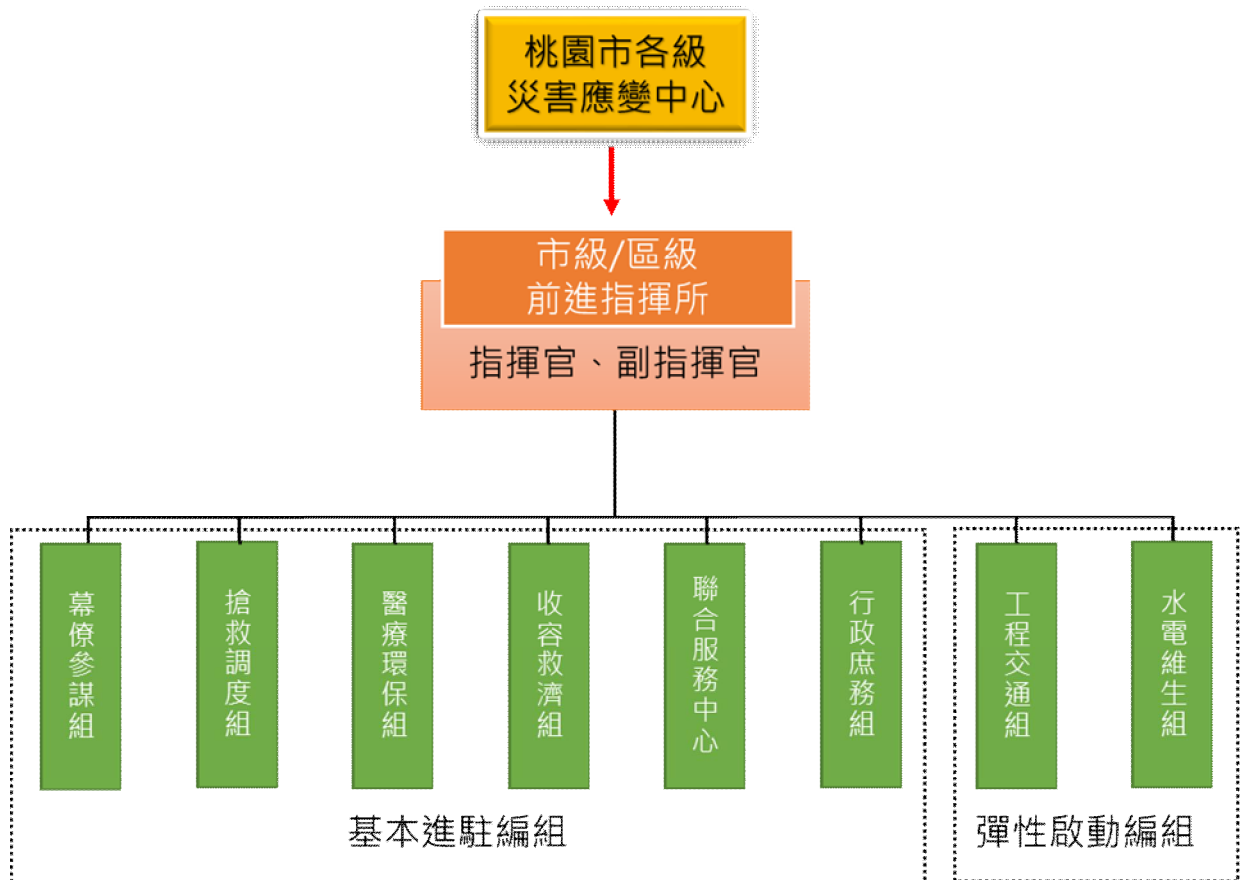 桃園市各級
災害應變中心
市級/區級
前進指揮所
指揮官、副指揮官
幕僚參謀組
搶救調度組
醫療環保組
收容救濟組
聯合服務中心
行政庶務組
工程交通組
水電維生組
基本進駐編組
彈性啟動編組